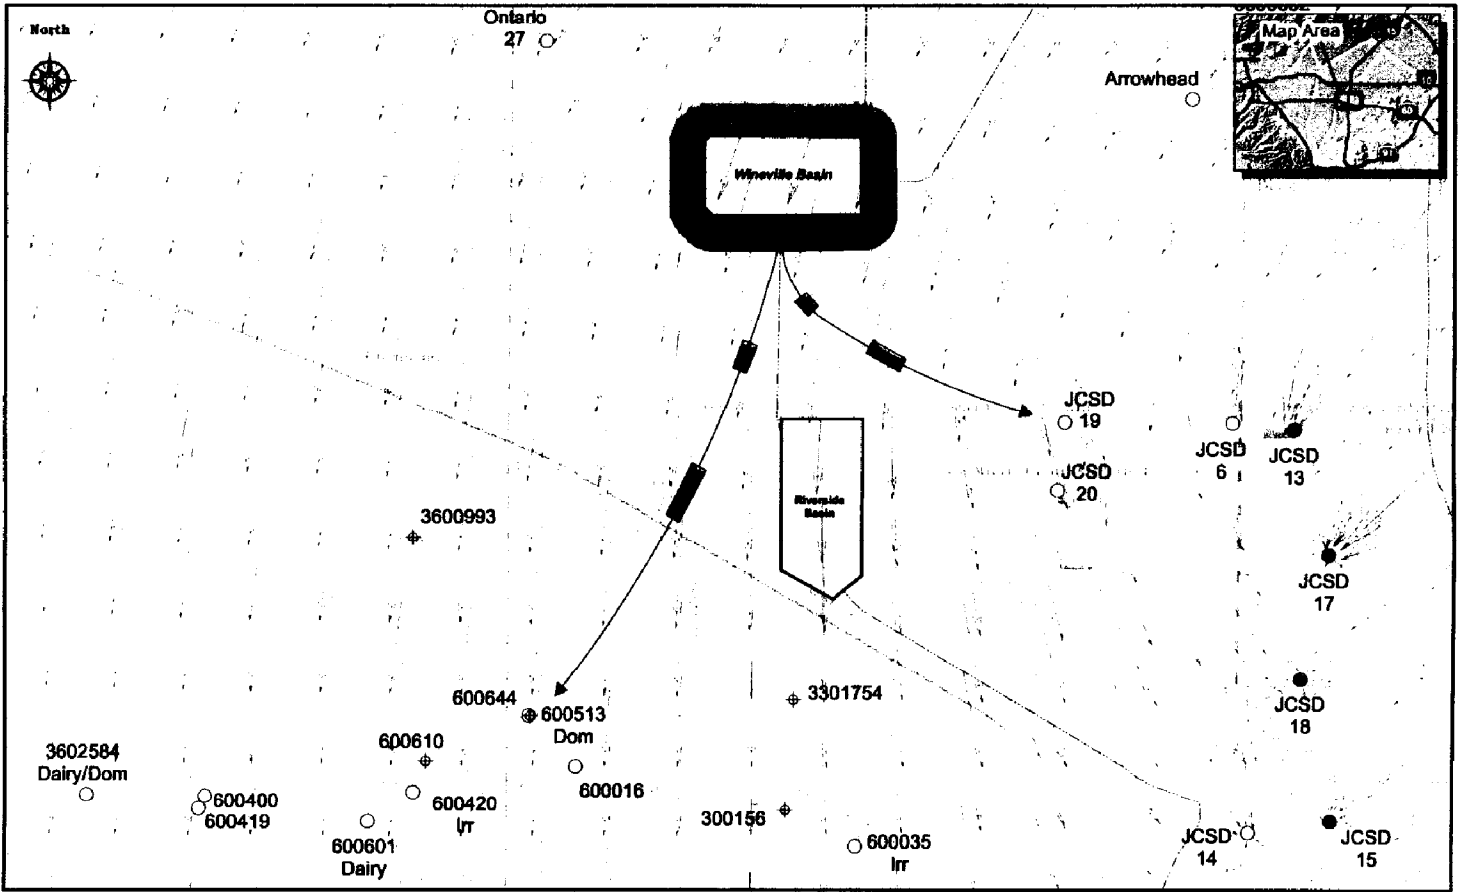 North
Ontario
27
Map Area
Arrowhead
Wineville Basin
JCSD
19
JCSD
6
JCSD
13
JCSD
20
Riverside
Basin
3600993
JCSD
17
3301754
600644
600513
Dom
JCSD
18
3602584
Dairy/Dom
600610
600016
600400
600419
600420
Irr
300156
600601
Dairy
600035
Irr
JCSD
14
JCSD
15